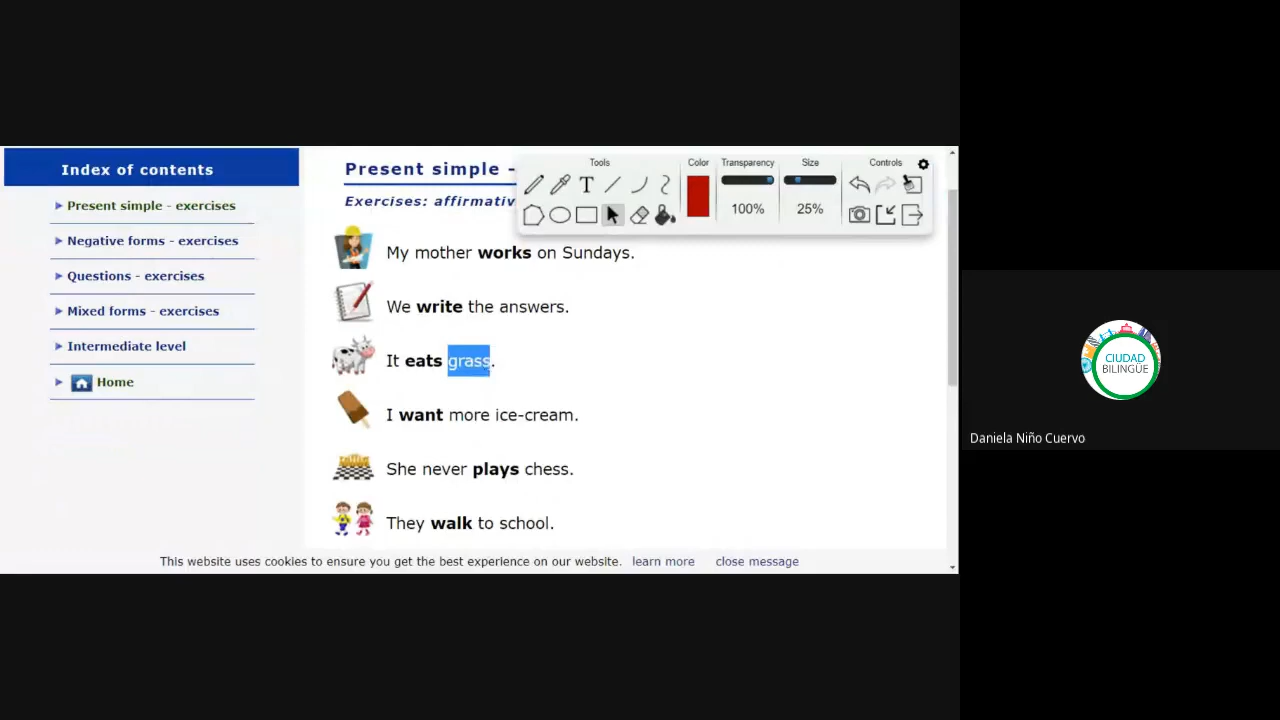 Index of contents
Present simple - exercises
Negative forms - exercises
Questions - exercises
Mixed forms - exercises
Intermediate level
Home
Present simple -
Exercises: affirmativ
Tools
Color
Transparency
Size
Controls
T
100%
25%
My mother works on Sundays.
We write the answers.
It eats grass.
I want more ice-cream.
She never plays chess.
They walk to school.
This website uses cookies to ensure you get the best experience on our website. learn more close message
CIUDAD
BILINGÜE
Daniela Niño Cuervo